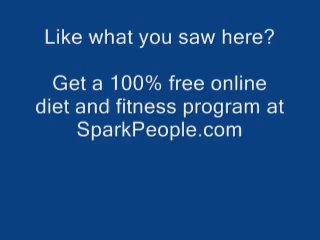 Like what you saw here?
Get a 100% free online
diet and fitness program at
SparkPeople.com